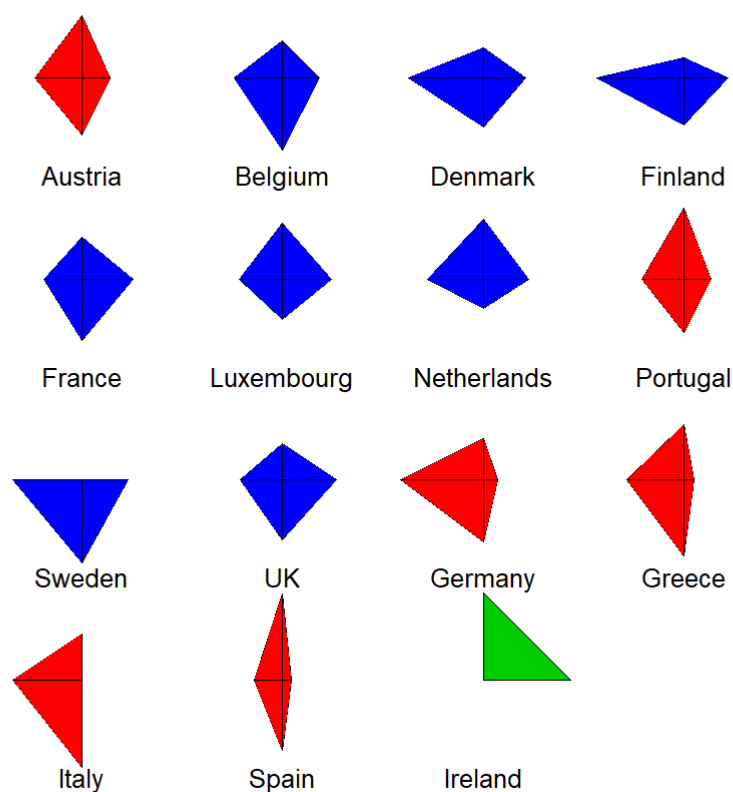 Austria Belgium Denmark Finland
France Luxembourg Netherlands Portugal
Sweden UK Germany Greece
Italy Spain Ireland